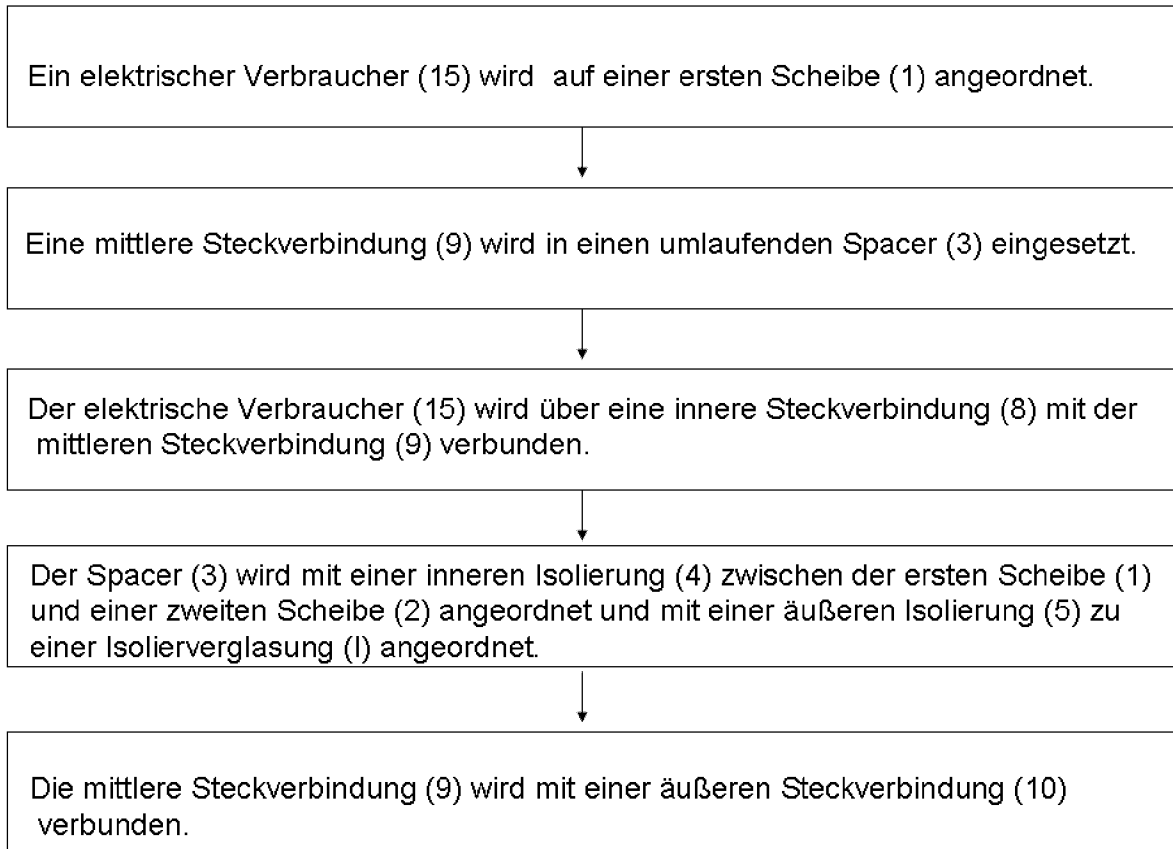 Ein elektrischer Verbraucher (15) wird auf einer ersten Scheibe (1) angeordnet.
Eine mittlere Steckverbindung (9) wird in einen umlaufenden Spacer (3) eingesetzt.
Der elektrische Verbraucher (15) wird über eine innere Steckverbindung (8) mit der
mittleren Steckverbindung (9) verbunden.
Der Spacer (3) wird mit einer inneren Isolierung (4) zwischen der ersten Scheibe (1)
und einer zweiten Scheibe (2) angeordnet und mit einer äußeren Isolierung (5) zu
einer Isolierverglasung (I) angeordnet.
Die mittlere Steckverbindung (9) wird mit einer äußeren Steckverbindung (10)
verbunden.